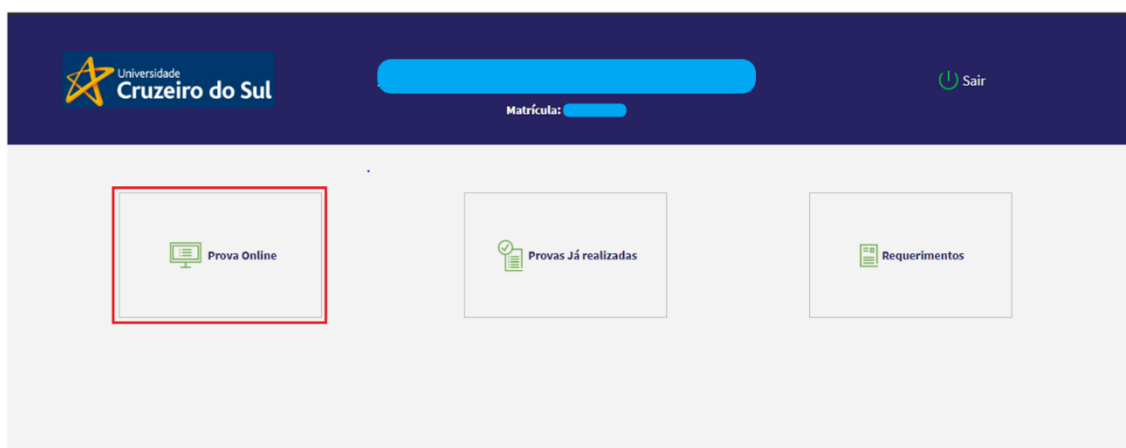 Universidade
Cruzeiro do Sul
Matrícula:
Sair
Prova Online
Provas Já realizadas
Requerimentos